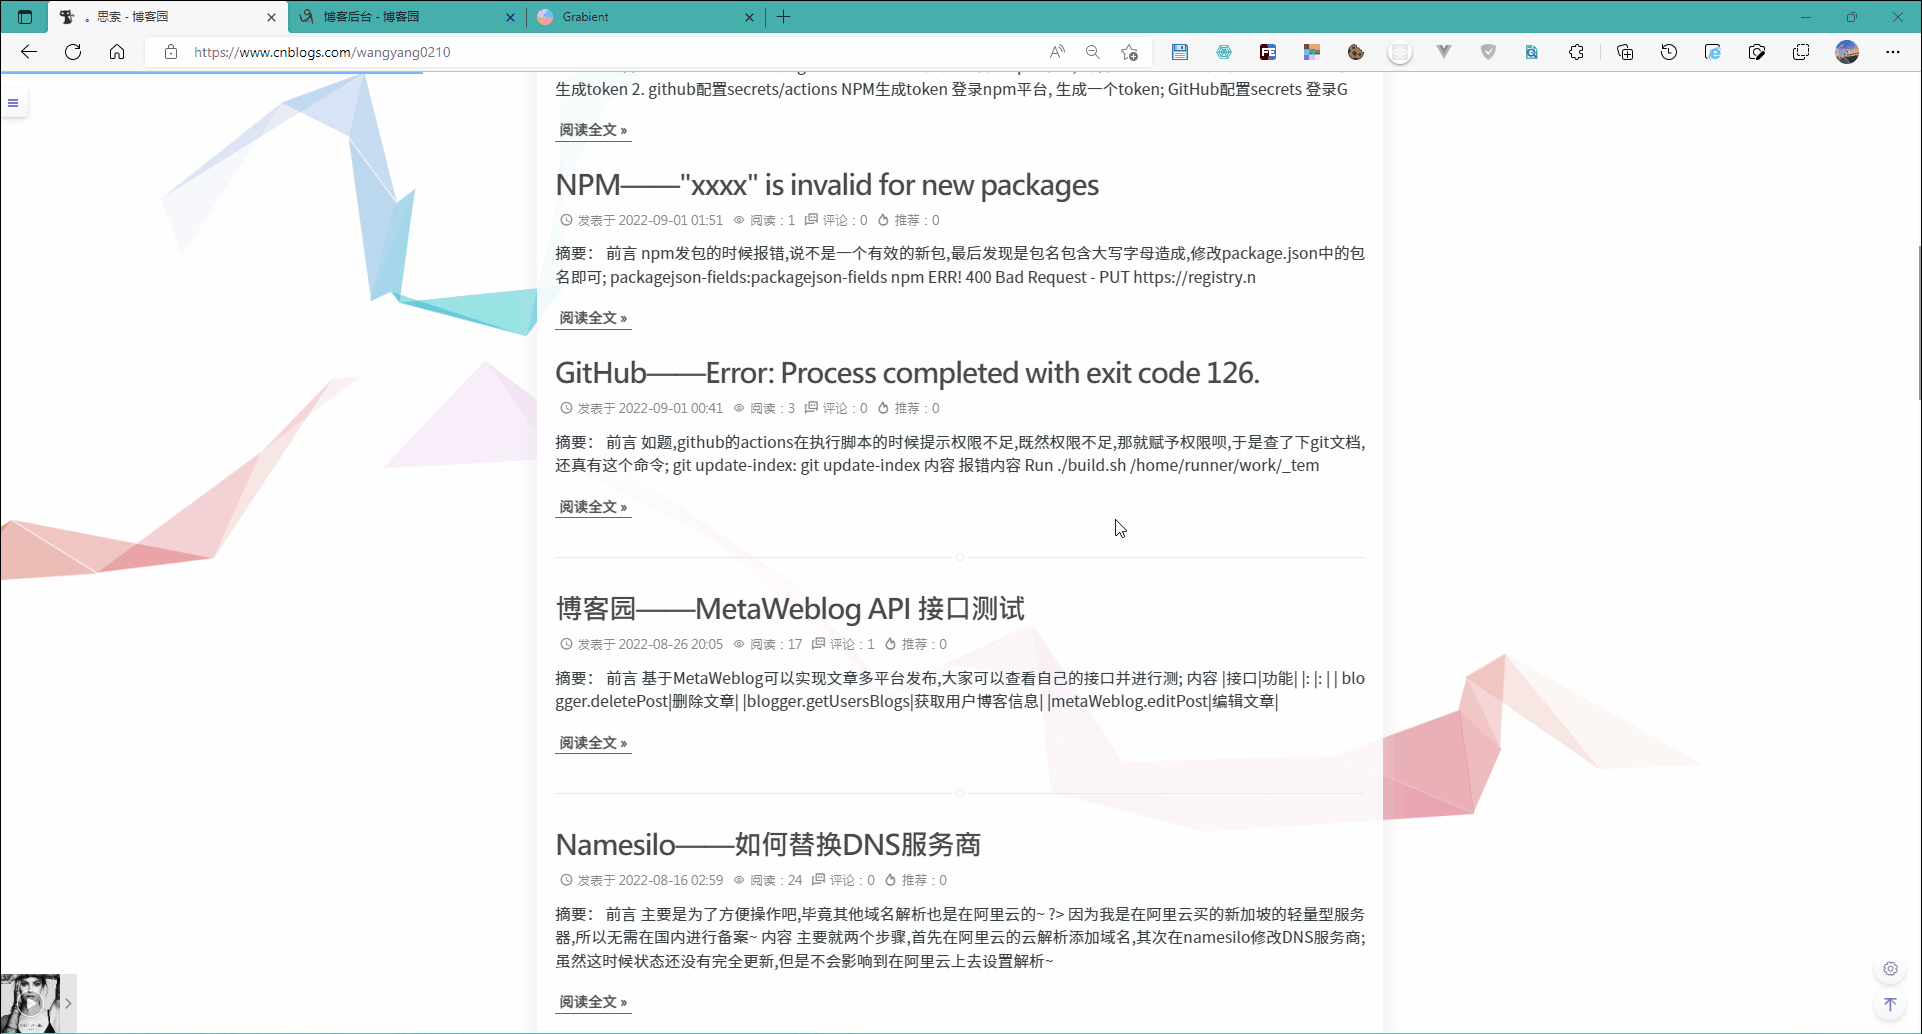 。思索 - 博客园
博客后台 - 博客园
Grabient
https://www.cnblogs.com/wangyang0210
生成token 2. github配置secrets/actions NPM生成token 登录npm平台, 生成一个token; GitHub配置secrets 登录G
阅读全文 »
NPM——"xxxx" is invalid for new packages
发表于 2022-09-01 01:51 阅读：1 评论：0 推荐：0
摘要： 前言 npm发包的时候报错,说不是一个有效的新包,最后发现是包名包含大写字母造成,修改package.json中的包
名即可; packagejson-fields:packagejson-fields npm ERR! 400 Bad Request - PUT https://registry.n
阅读全文 »
GitHub——Error: Process completed with exit code 126.
发表于 2022-09-01 00:41 阅读：3 评论：0 推荐：0
摘要： 前言 如题,github的actions在执行脚本的时候提示权限不足,既然权限不足,那就赋予权限呗,于是查了下git文档,
还真有这个命令; git update-index: git update-index 内容 报错内容 Run ./build.sh /home/runner/work/_tem
阅读全文 »
博客园——MetaWeblog API 接口测试
发表于 2022-08-26 20:05 阅读：17 评论：1 推荐：0
摘要： 前言 基于MetaWeblog可以实现文章多平台发布,大家可以查看自己的接口并进行测; 内容 |接口|功能| |: |: | | blo
gger.deletePost|删除文章| |blogger.getUsersBlogs|获取用户博客信息| |metaWeblog.editPost|编辑文章|
阅读全文 »
Namesilo——如何替换DNS服务商
发表于 2022-08-16 02:59 阅读：24 评论：0 推荐：0
摘要： 前言 主要是为了方便操作吧,毕竟其他域名解析也是在阿里云的~ ?> 因为我是在阿里云买的新加坡的轻量型服务
器,所以无需在国内进行备案~ 内容 主要就两个步骤,首先在阿里云的云解析添加域名,其次在namesilo修改DNS服务商;
虽然这时候状态还没有完全更新,但是不会影响到在阿里云上去设置解析~
阅读全文 »